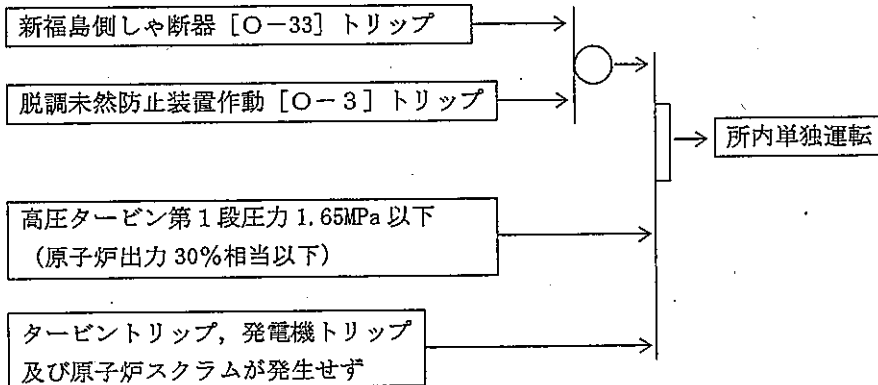 新福島側しゃ断器［Ｏ－33］トリップ
脱調未然防止装置作動［Ｏ－３］トリップ
所内単独運転
高圧タービン第１段圧力 1.65MPa 以下
（原子炉出力 30％相当以下）
タービントリップ，発電機トリップ
及び原子炉スクラムが発生せず